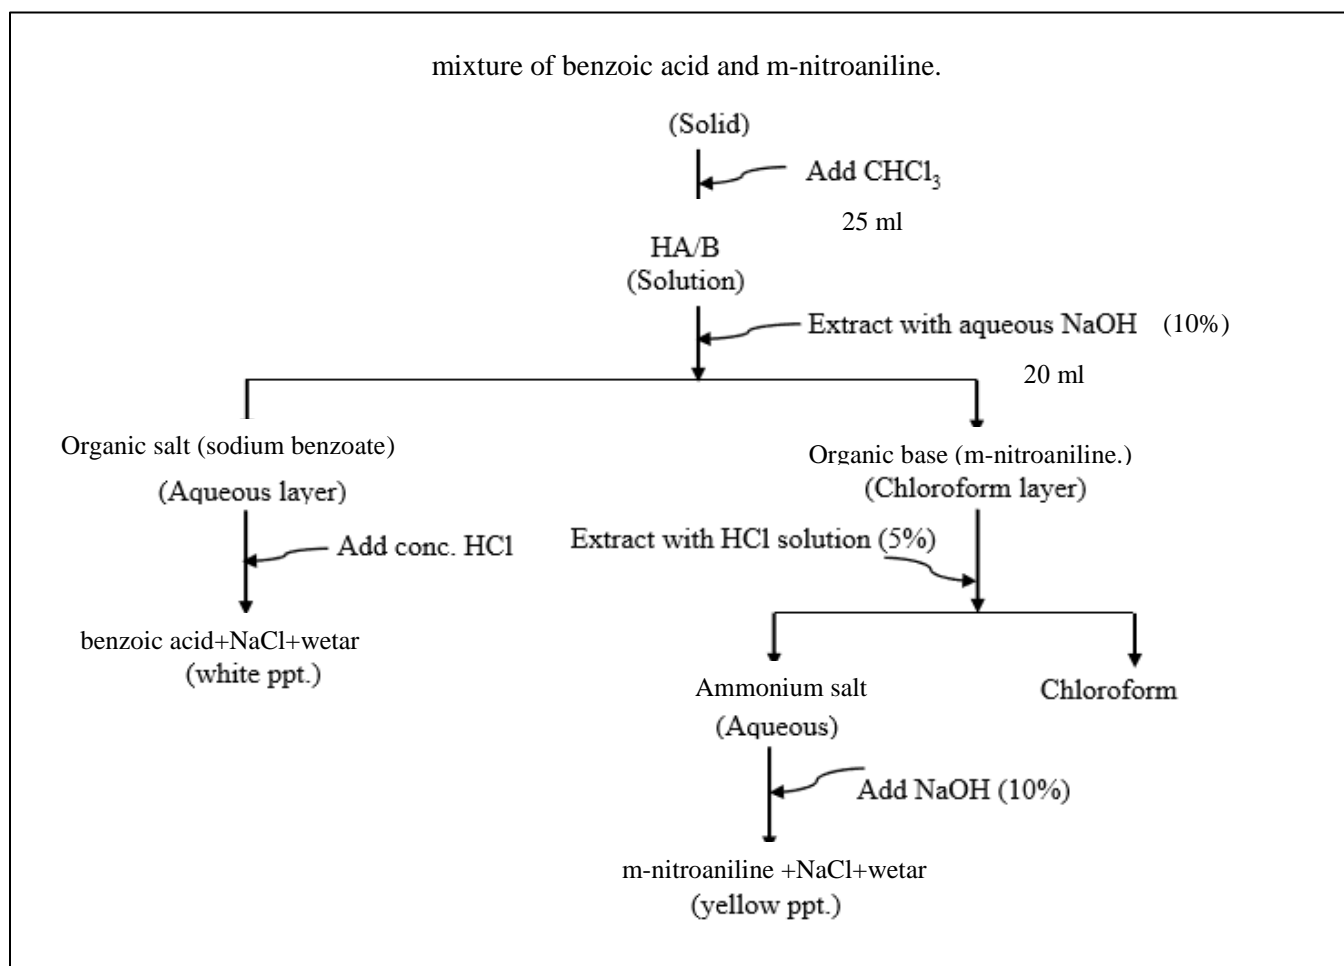 mixture of benzoic acid and m-nitroaniline.
(Solid)
Add CHCl₃
25 ml
HA/B
(Solution)
Extract with aqueous NaOH (10%)
20 ml
Organic salt (sodium benzoate)
(Aqueous layer)
Add conc. HCl
benzoic acid+NaCl+wetar
(white ppt.)
Organic base (m-nitroaniline.)
(Chloroform layer)
Extract with HCl solution (5%)
Ammonium salt
(Aqueous)
Chloroform
Add NaOH (10%)
m-nitroaniline +NaCl+wetar
(yellow ppt.)